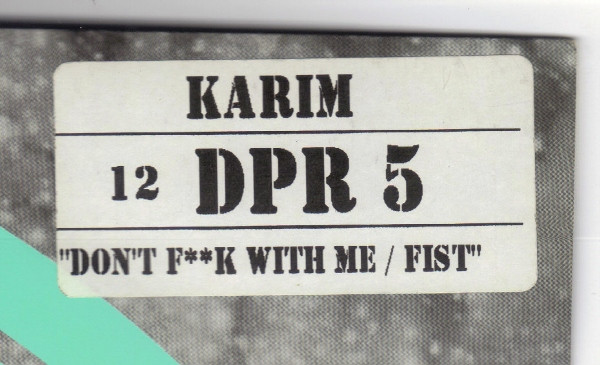 KARIM
12 DPR 5
"DON'T F**K WITH ME / FIST"